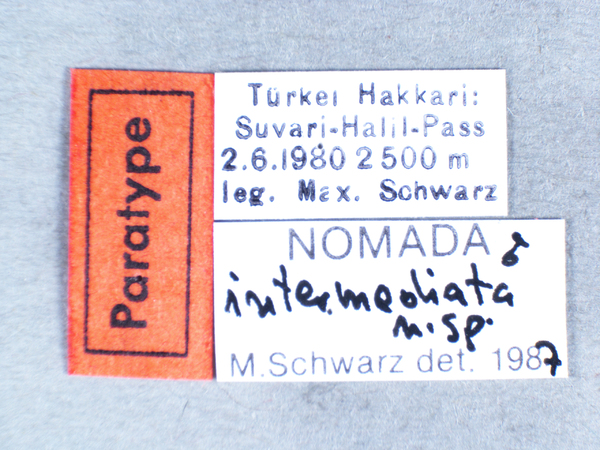 Paratype
Türkei Hakkari:
Suvari-Halil-Pass
2.6.1980 2500 m
leg. Max. Schwarz
NOMADA ♂
intermediata
n.sp.
M.Schwarz det. 1987